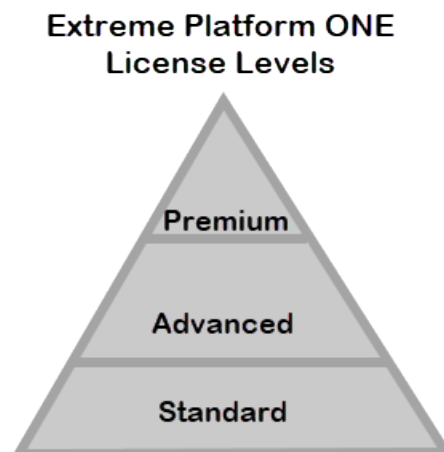 Extreme Platform ONE
License Levels
Premium
Advanced
Standard